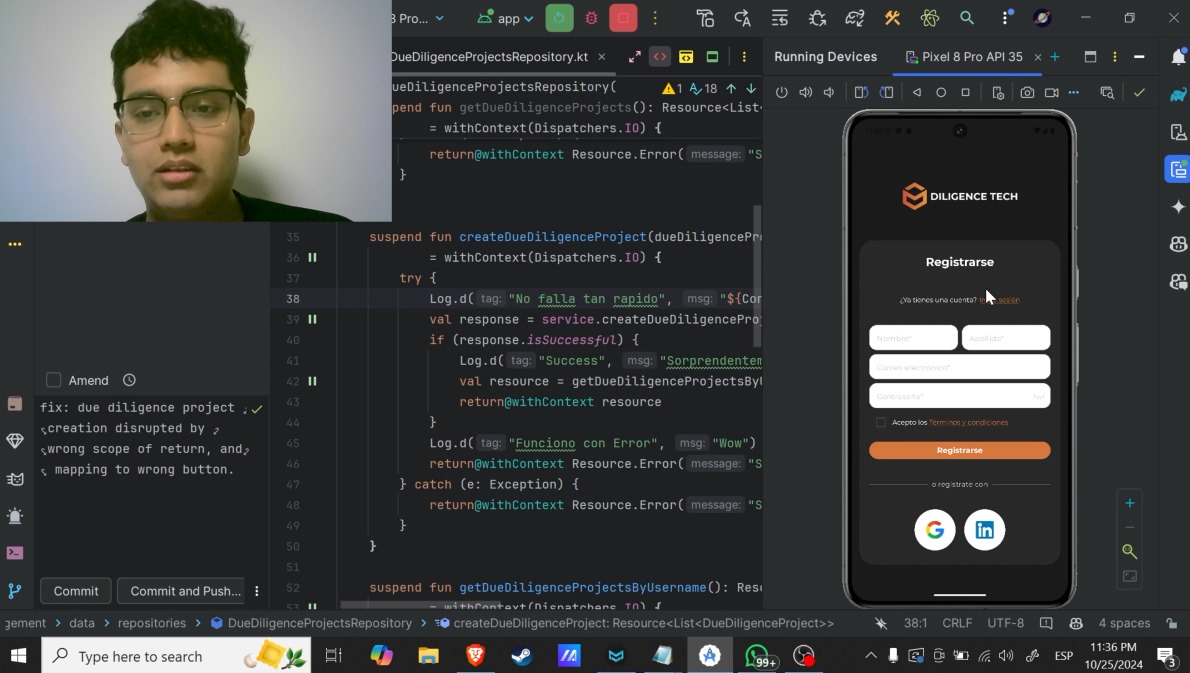 3 Pro...
app
DueDiligenceProjectsRepository.kt
Running Devices
Pixel 8 Pro API 35
ueDiligenceProjectsRepository(
1
18
pend fun getDueDiligenceProjects(): Resource<List<
= withContext(Dispatchers.IO) {
return@withContext Resource.Error( message: "S
}
35 suspend fun createDueDiligenceProject(dueDiligencePr
36 = withContext(Dispatchers.IO) {
37 try {
38 Log.d( tag: "No falla tan rapido", msg: "${Con
39 val response = service.createDueDiligencePro
40 if (response.isSuccessful) {
41 Log.d( tag: "Success", msg: "Sorprendentem
42 val resource = getDueDiligenceProjectsByU
43 return@withContext resource
44 }
45 Log.d( tag: "Funciono con Error", msg: "Wow")
46 return@withContext Resource.Error( message: "S
47 } catch (e: Exception) {
48 return@withContext Resource.Error( message: "S
49 }
50 }
51
52 suspend fun getDueDiligenceProjectsByUsername(): Reso
53 = withContext(Dispatchers.IO) {
Amend
fix: due diligence project
creation disrupted by
wrong scope of return, and
mapping to wrong button.
Commit
Commit and Push...
DILIGENCE TECH
Registrarse
¿Ya tienes una cuenta?
sesión
Nombre*
Apellido*
Correo electrónico*
Contraseña*
Acepto los Términos y condiciones
Registrarse
o regístrate con
G
in
gement > data > repositories > DueDiligenceProjectsRepository > createDueDiligenceProject: Resource<List<DueDiligenceProject>>
38:1 CRLF UTF-8 4 spaces
Type here to search
99+
ESP
11:36 PM
10/25/2024
3